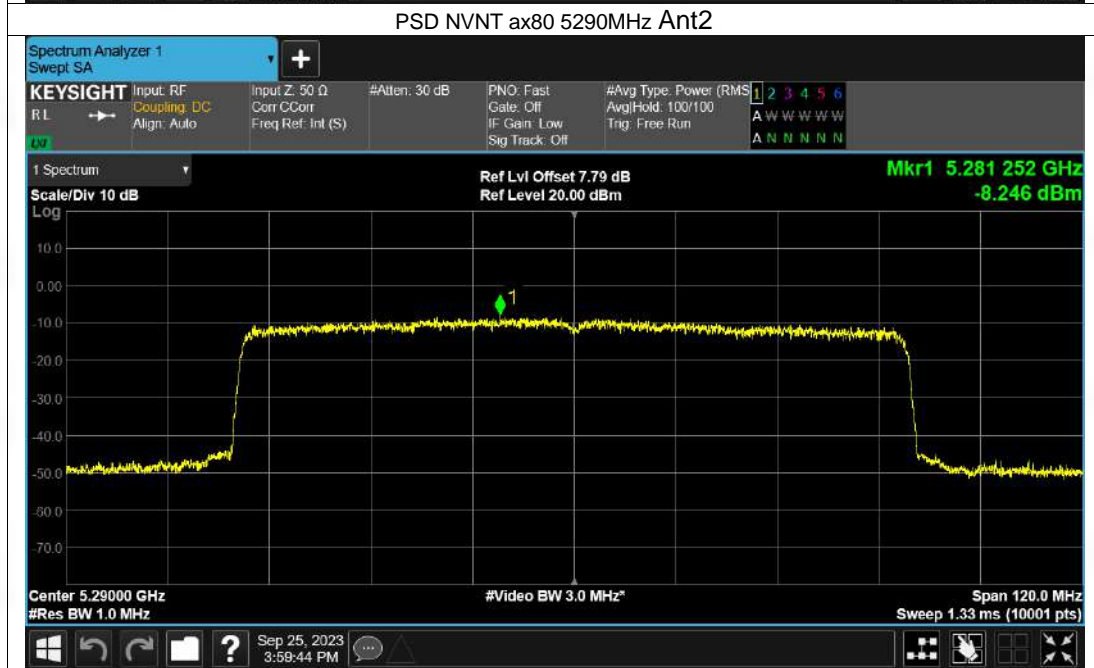 PSD NVNT ax80 5290MHz Ant2
Spectrum Analyzer 1
Swept SA
+
KEYSIGHT
RL
Input: RF
Coupling: DC
Align: Auto
Input Z: 50 Ω
Corr CCorr
Freq Ref: Int (S)
#Atten: 30 dB
PNO: Fast
Gate: Off
IF Gain: Low
Sig Track: Off
#Avg Type: Power (RMS
Avg|Hold: 100/100
Trig: Free Run
1 2 3 4 5 6
A W W W W W
A N N N N N
1 Spectrum
Scale/Div 10 dB
Ref Lvl Offset 7.79 dB
Ref Level 20.00 dBm
Mkr1 5.281 252 GHz
-8.246 dBm
Log
10.0
0.00
-10.0
-20.0
-30.0
-40.0
-50.0
-60.0
-70.0
1
Center 5.29000 GHz
#Res BW 1.0 MHz
#Video BW 3.0 MHz*
Span 120.0 MHz
Sweep 1.33 ms (10001 pts)
?
Sep 25, 2023
3:59:44 PM